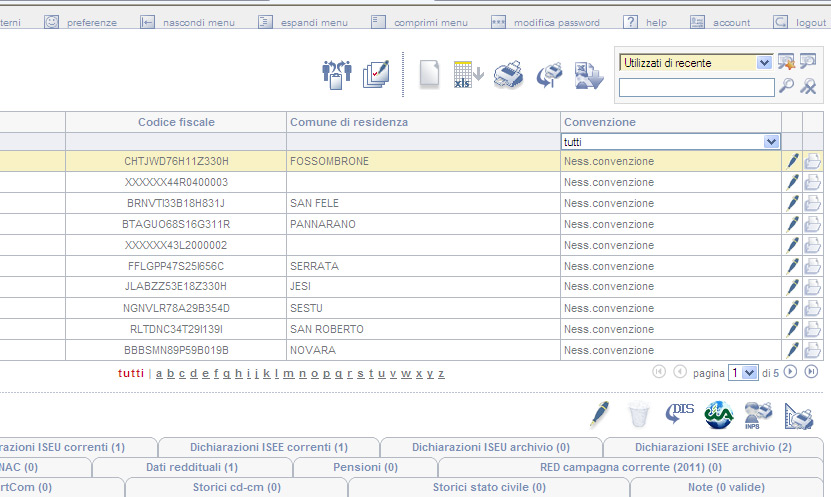 terni preferenze nascondi menu espandi menu comprimi menu modifica password ? help account logout
Utilizzati di recente
xls
Codice fiscale Comune di residenza Convenzione
tutti
CHTJWD76H11Z330H FOSSOMBRONE Ness.convenzione
XXXXXX44R0400003 Ness.convenzione
BRNVTI33B18H831J SAN FELE Ness.convenzione
BTAGUO68S16G311R PANNARANO Ness.convenzione
XXXXXX43L2000002 Ness.convenzione
FFLGPP47S25I656C SERRATA Ness.convenzione
JLABZZ53E18Z330H JESI Ness.convenzione
NGNVLR78A29B354D SESTU Ness.convenzione
RLTDNC34T29I139I SAN ROBERTO Ness.convenzione
BBBSMN89P59B019B NOVARA Ness.convenzione
tutti | a b c d e f g h i j k l m n o p q r s t u v w x y z pagina 1 di 5
DIS INPS
razioni ISEU correnti (1) Dichiarazioni ISEE correnti (1) Dichiarazioni ISEU archivio (0) Dichiarazioni ISEE archivio (2)
NAC (0) Dati reddituali (1) Pensioni (0) RED campagna corrente (2011) (0)
rtCom (0) Storici cd-cm (0) Storici stato civile (0) Note (0 valide)